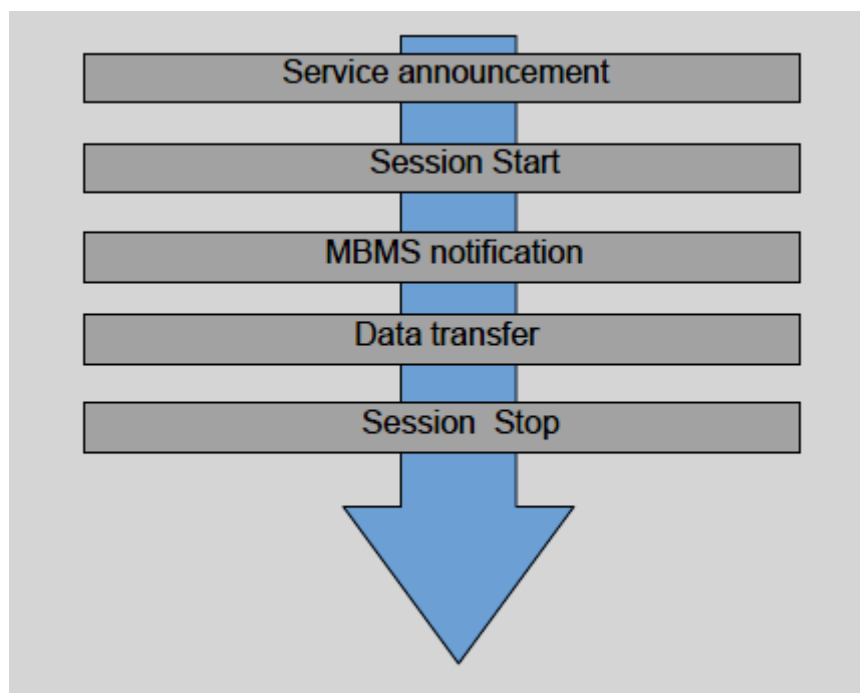 Service announcement
Session Start
MBMS notification
Data transfer
Session Stop